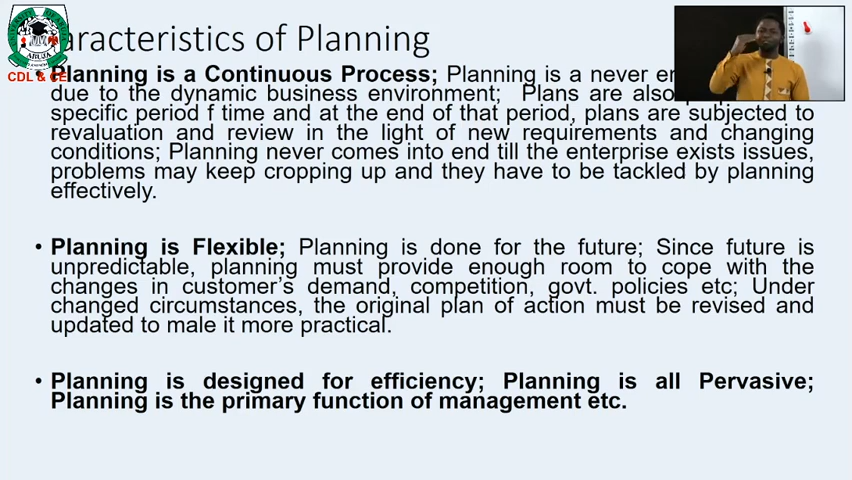 aracteristics of Planning
ABUJA
CDL & CE
• Planning is a Continuous Process; Planning is a never
due to the dynamic business environment; Plans are also
specific period f time and at the end of that period, plans are subjected to
revaluation and review in the light of new requirements and changing
conditions; Planning never comes into end till the enterprise exists issues,
problems may keep cropping up and they have to be tackled by planning
effectively.
• Planning is Flexible; Planning is done for the future; Since future is
unpredictable, planning must provide enough room to cope with the
changes in customer's demand, competition, govt. policies etc; Under
changed circumstances, the original plan of action must be revised and
updated to male it more practical.
• Planning is designed for efficiency; Planning is all Pervasive;
Planning is the primary function of management etc.